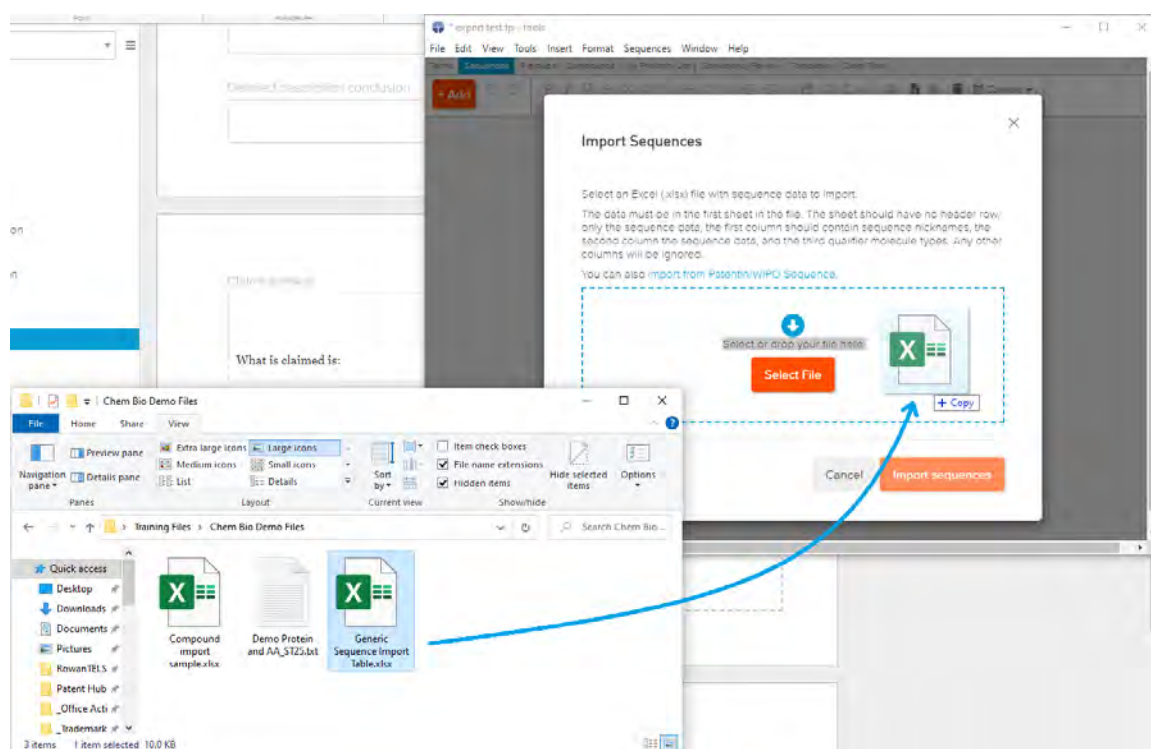 * export test.tp - tools
File Edit View Tools Insert Format Sequences Window Help
Sequences
+ Add
Detailed description conclusion
Claims
What is claimed is:
on
n
Import Sequences
Select an Excel (.xlsx) file with sequence data to import.
The data must be in the first sheet in the file. The sheet should have no header row,
only the sequence data, the first column should contain sequence nicknames, the
second column the sequence data, and the third qualifier molecule types. Any other
columns will be ignored.
You can also import from PatentIn/WIPO Sequence.
Select or drop your file here
Select File
+ Copy
Cancel
Import sequences
Chem Bio Demo Files
File Home Share View
Navigation pane
Preview pane
Details pane
Panes
Extra large icons Large icons
Medium icons Small icons
List Details
Layout
Sort by
Current view
Item check boxes
File name extensions
Hidden items
Hide selected items
Show/hide
Options
Training Files > Chem Bio Demo Files
Search Chem Bio ...
Quick access
Desktop
Downloads
Documents
Pictures
RowanTELS
Patent Hub
_Office Acti
_Trademark
Compound
import
sample.xlsx
Demo Protein
and AA_ST25.txt
Generic
Sequence Import
Table.xlsx
3 items 1 item selected 10.0 KB